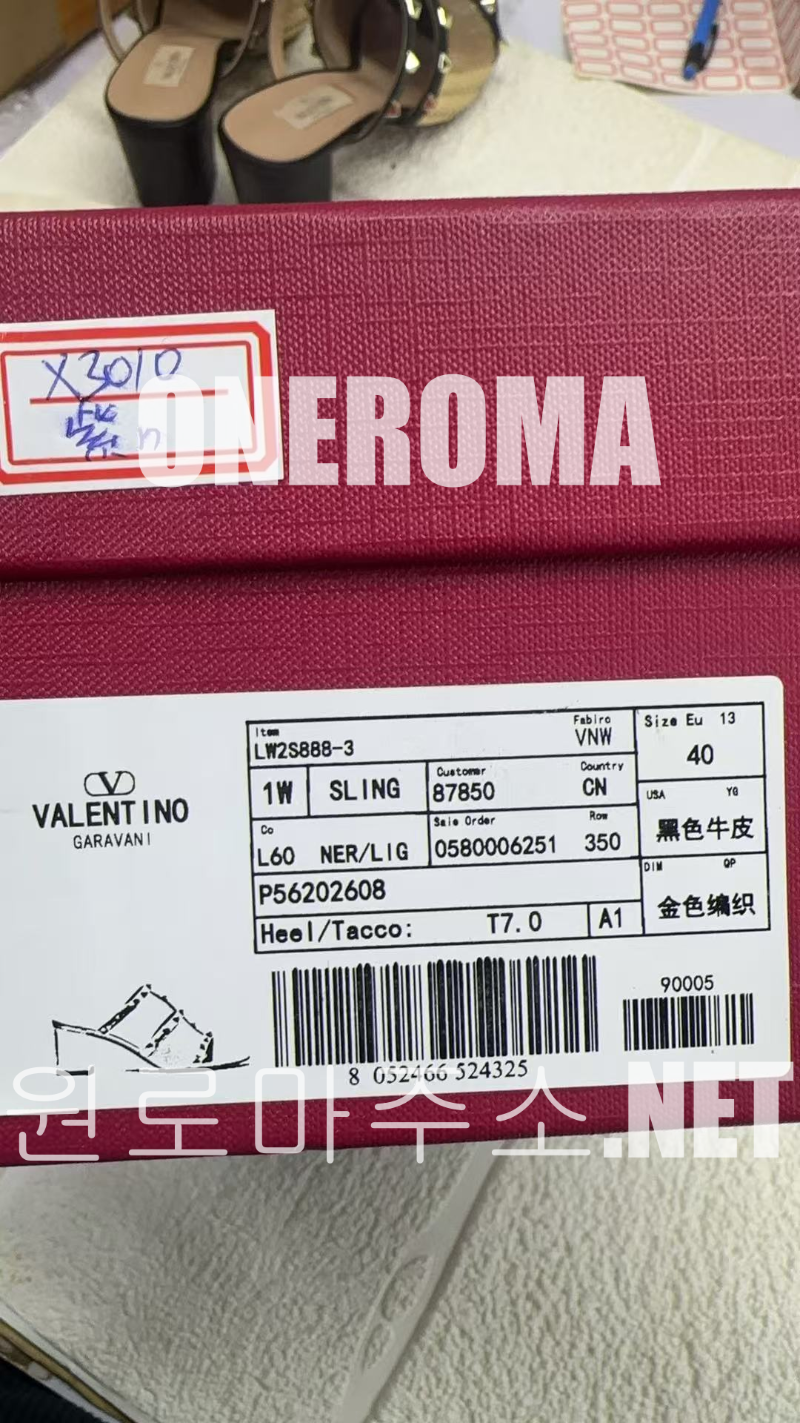 X3010
ONEROMA
V
VALENTINO
GARAVANI
Item
LW2S888-3
Fabiro
VNW
Size Eu 13
40
1W
SLING
Customer
87850
Country
CN
USA YG
黑色牛皮
Co
L60 NER/LIG
Sale Order
0580006251
Row
350
P56202608
DIM QP
金色编织
Heel/Tacco: T7.0
A1
90005
8 052466 524325
원로마주소.NET